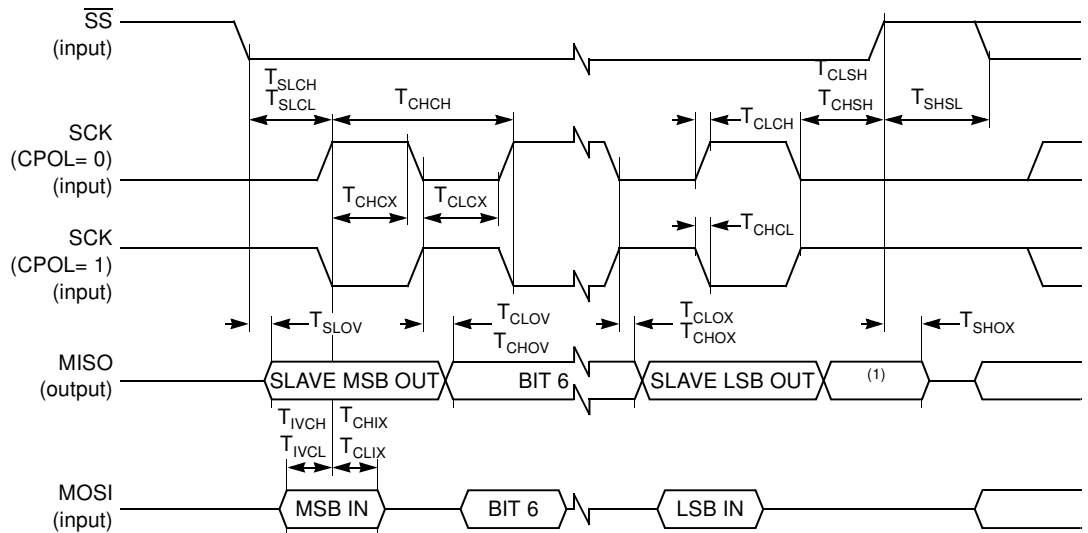 SS
(input)
TSLCH
TSLCL
TCHCH
TCLCH
TCLSH
TCHSH
TSHSL
SCK
(CPOL= 0)
(input)
TCHCX
TCLCX
TCHCL
SCK
(CPOL= 1)
(input)
TSLOV
TCLOV
TCHOV
TCLOX
TCHOX
TSHOX
MISO
(output)
SLAVE MSB OUT
BIT 6
SLAVE LSB OUT
(1)
TIVCH
TIVCL
TCHIX
TCLIX
MOSI
(input)
MSB IN
BIT 6
LSB IN